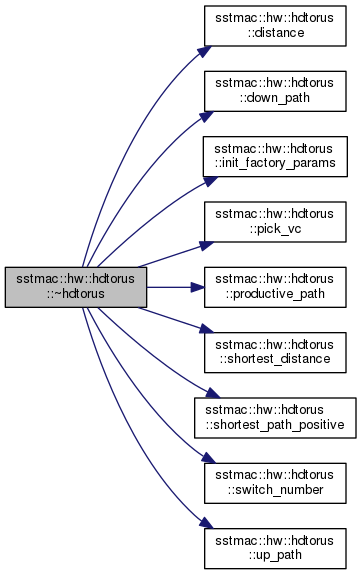 sstmac::hw::hdtorus
::distance
sstmac::hw::hdtorus
::down_path
sstmac::hw::hdtorus
::init_factory_params
sstmac::hw::hdtorus
::pick_vc
sstmac::hw::hdtorus
::~hdtorus
sstmac::hw::hdtorus
::productive_path
sstmac::hw::hdtorus
::shortest_distance
sstmac::hw::hdtorus
::shortest_path_positive
sstmac::hw::hdtorus
::switch_number
sstmac::hw::hdtorus
::up_path